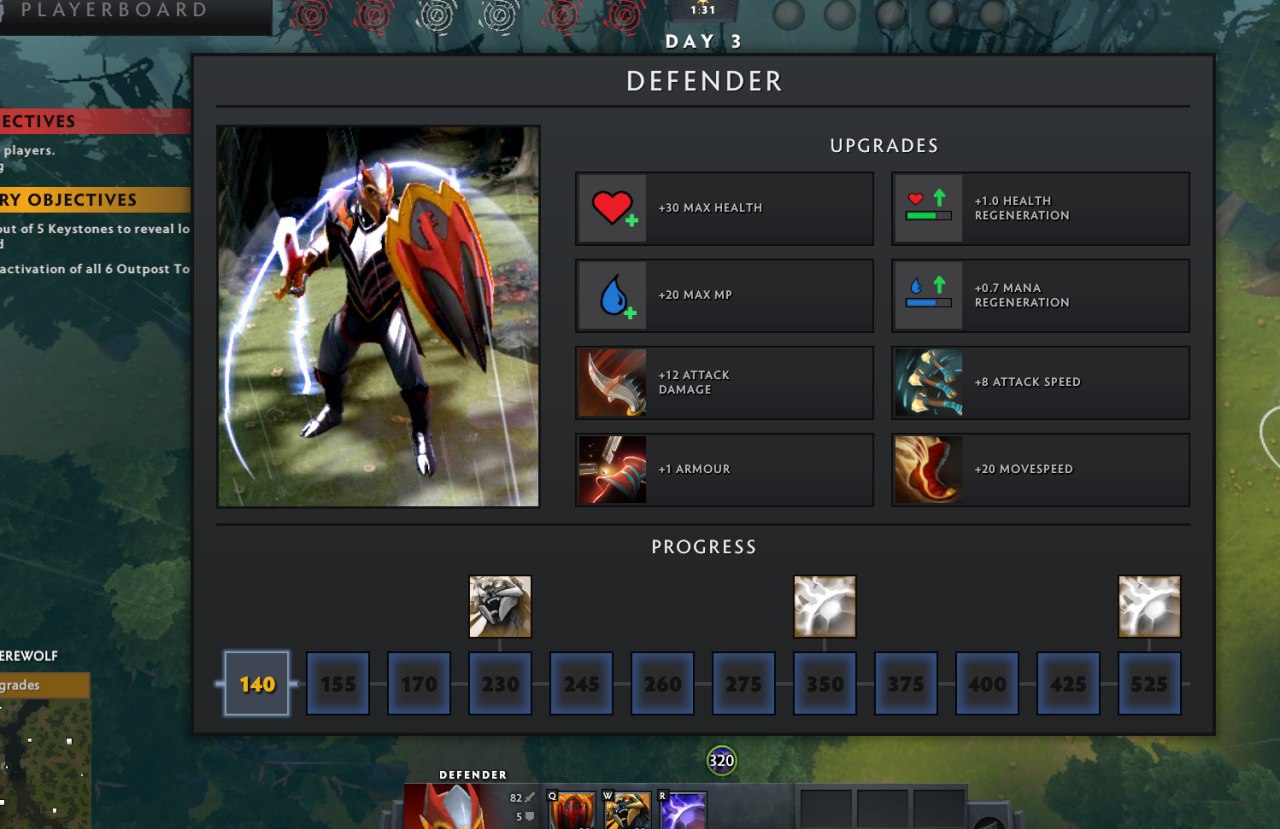 PLAYERBOARD
1:31
DAY 3
DEFENDER
ECTIVES
players.
g
RY OBJECTIVES
out of 5 Keystones to reveal lo
d
activation of all 6 Outpost To
UPGRADES
+30 MAX HEALTH
+1.0 HEALTH
REGENERATION
+20 MAX MP
+0.7 MANA
REGENERATION
+12 ATTACK
DAMAGE
+8 ATTACK SPEED
+1 ARMOUR
+20 MOVESPEED
PROGRESS
140 155 170 230 245 260 275 350 375 400 425 525
EREWOLF
grades
320
DEFENDER
82
5
Q W R